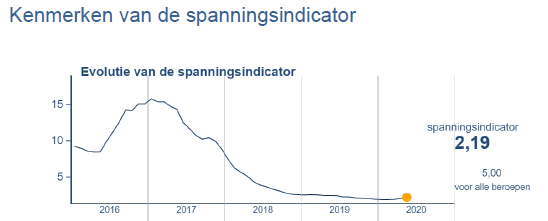 Kenmerken van de spanningsindicator
Evolutie van de spanningsindicator
15
10
5
2016 2017 2018 2019 2020
spanningsindicator
2,19
5,00
voor alle beroepen